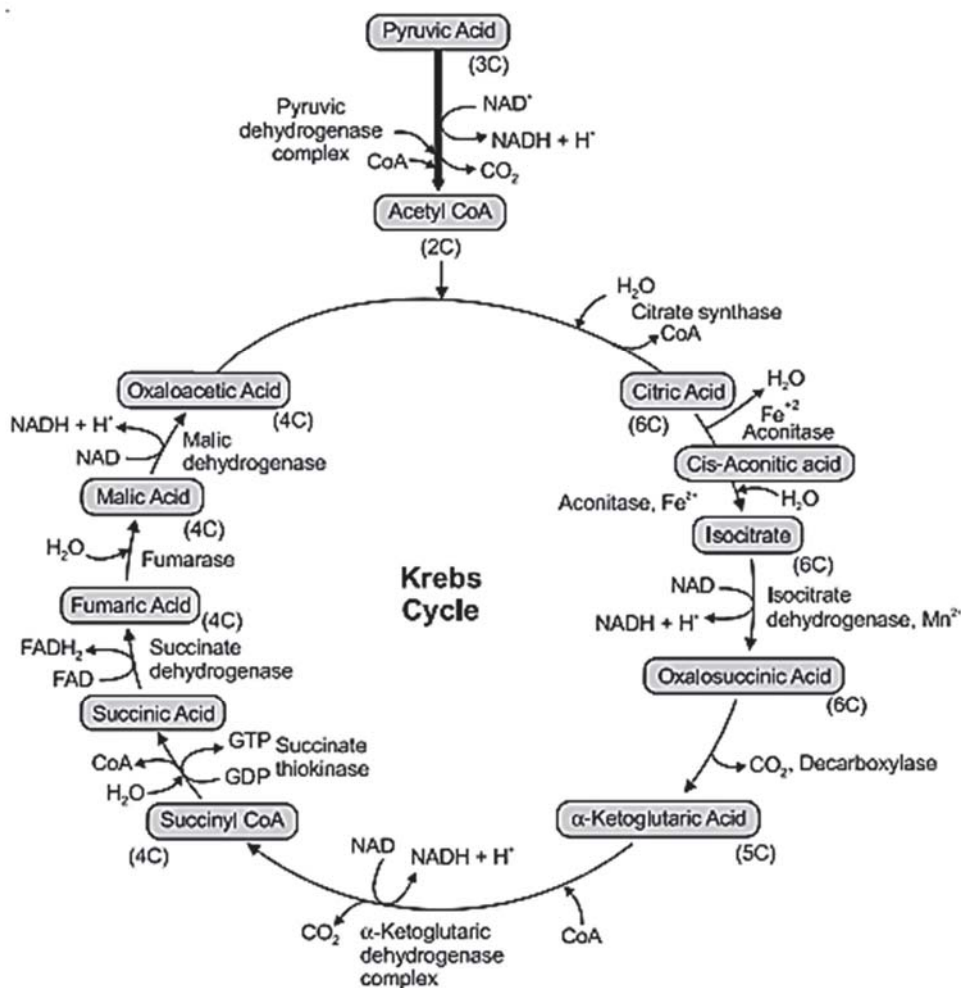 Pyruvic Acid
(3C)
Pyruvic
dehydrogenase
complex
NAD⁺
NADH + H⁺
CoA
CO₂
Acetyl CoA
(2C)
H₂O
Citrate synthase
CoA
Citric Acid
(6C)
H₂O
Fe⁺²
Aconitase
Cis-Aconitic acid
Aconitase, Fe²⁺
H₂O
Isocitrate
(6C)
NAD
NADH + H⁺
Isocitrate
dehydrogenase, Mn²⁺
Oxalosuccinic Acid
(6C)
CO₂, Decarboxylase
α-Ketoglutaric Acid
(5C)
CoA
NAD
NADH + H⁺
CO₂
α-Ketoglutaric
dehydrogenase
complex
Succinyl CoA
(4C)
CoA
H₂O
GTP
GDP
Succinate
thiokinase
Succinic Acid
FADH₂
FAD
Succinate
dehydrogenase
Fumaric Acid
(4C)
H₂O
Fumarase
Malic Acid
(4C)
NADH + H⁺
NAD
Malic
dehydrogenase
Oxaloacetic Acid
(4C)
Krebs
Cycle